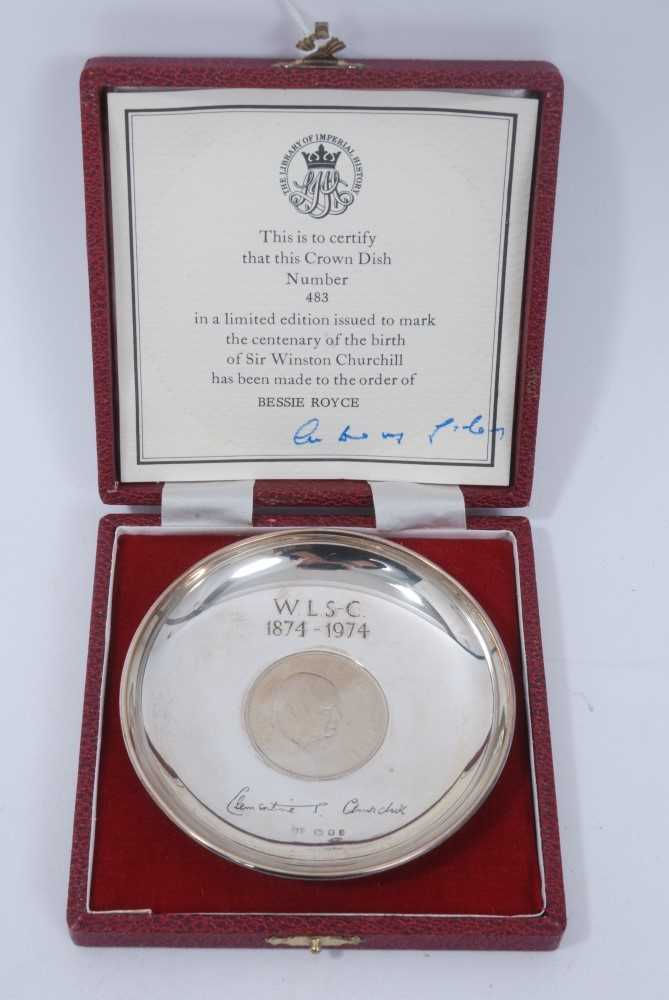 THE LIBRARY OF IMPERIAL HISTORY
This is to certify
that this Crown Dish
Number
483
in a limited edition issued to mark
the centenary of the birth
of Sir Winston Churchill
has been made to the order of
BESSIE ROYCE
W.L.S-C.
1874-1974
Clementine S. Churchill